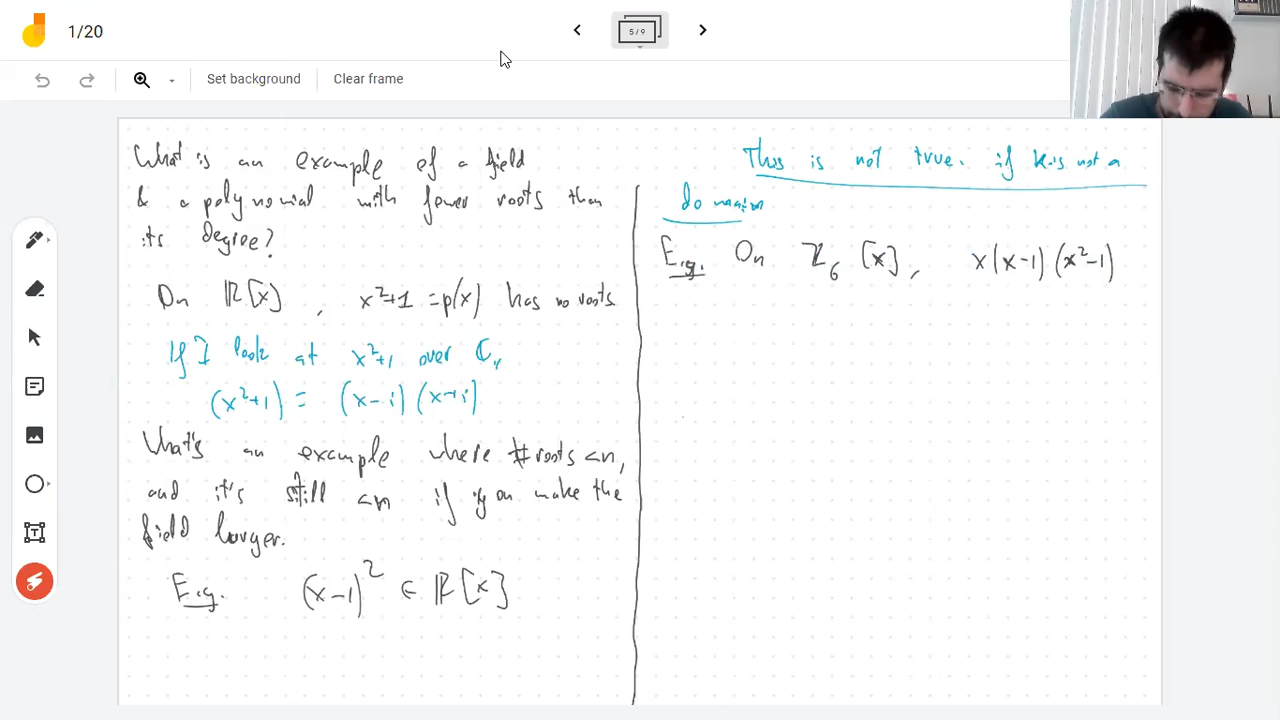 1/20
5/9
Set background
Clear frame
What is an example of a field
& a polynomial with fewer roots than
its degree?
On ℝ[x], x²+1 = p(x) has no roots
If I look at x²+1 over ℂ,
(x²+1) = (x-i)(x+i)
What's an example where #roots <n,
and it's still <n if you make the
field larger.
E.g. (x-1)² ∈ ℝ[x]
This is not true. if k is not a
domain
E.g. On ℤ₆[x], x(x-1)(x²-1)